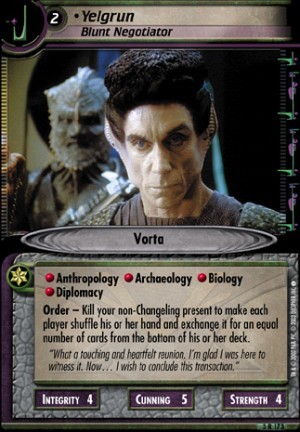 2
• Yelgrun
Blunt Negotiator
Vorta
• Anthropology • Archaeology • Biology
• Diplomacy
Order – Kill your non-Changeling present to make each
player shuffle his or her hand and exchange it for an equal
number of cards from the bottom of his or her deck.
"What a touching and heartfelt reunion, I'm glad I was here to
witness it. Now… I wish to conclude this transaction."
INTEGRITY 4 CUNNING 5 STRENGTH 4